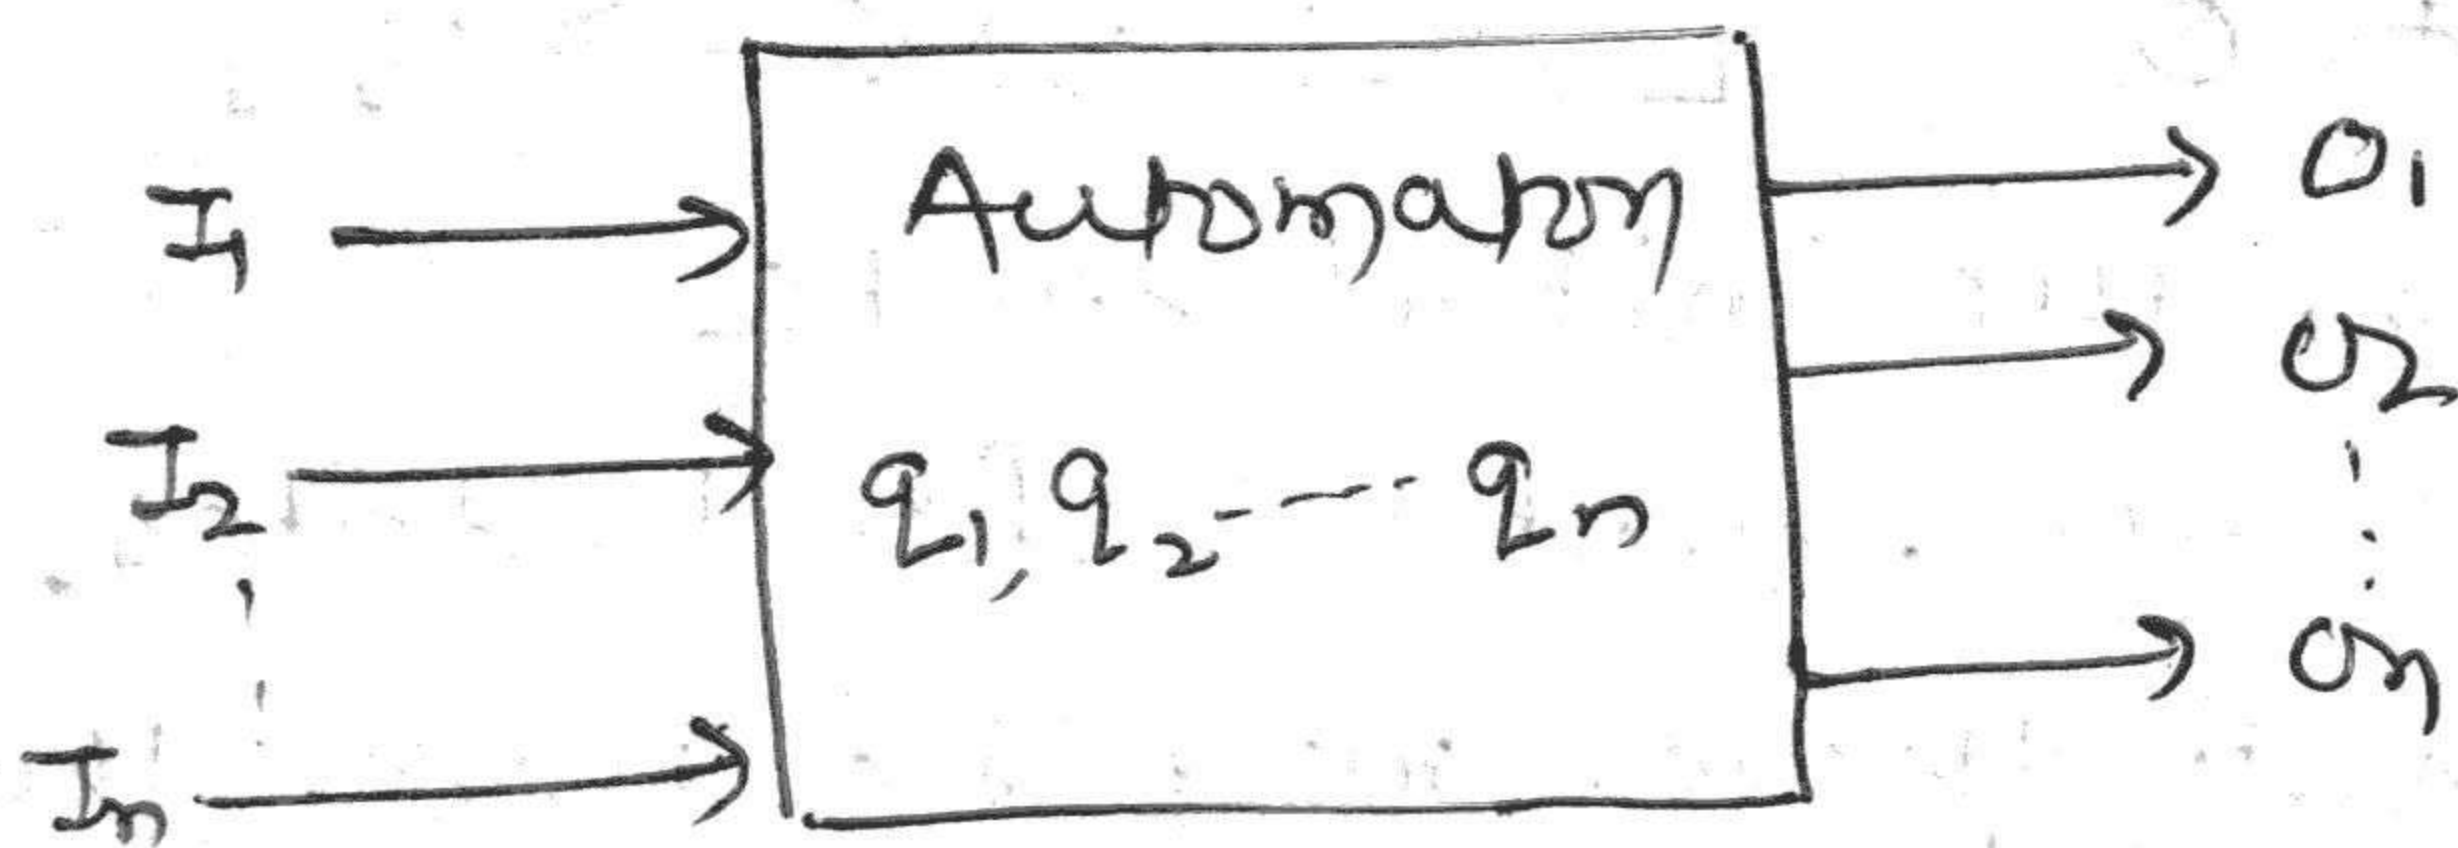 Automaton
I1
O1
I2
O2
q1, q2 ---- qn
In
On